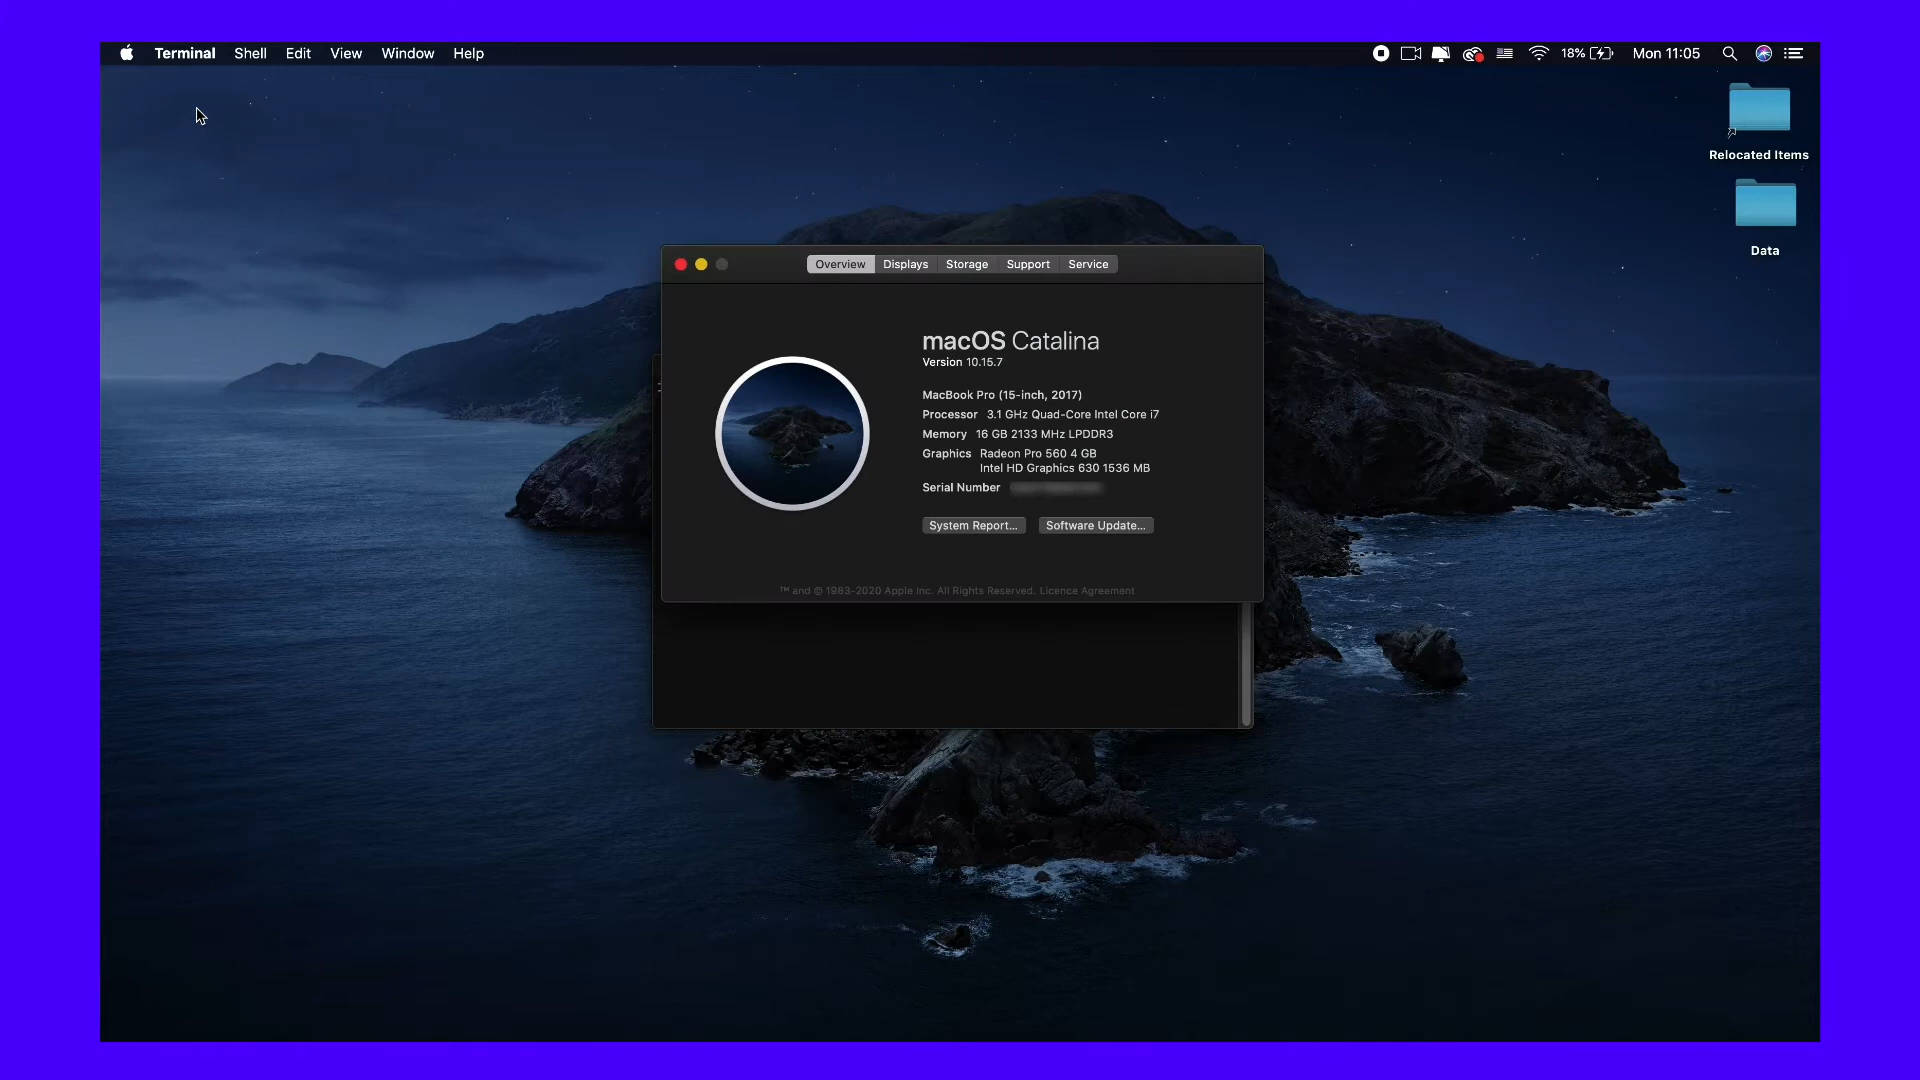 Terminal Shell Edit View Window Help 18% Mon 11:05
Relocated Items
Data
Overview Displays Storage Support Service
macOS Catalina
Version 10.15.7
MacBook Pro (15-inch, 2017)
Processor 3.1 GHz Quad-Core Intel Core i7
Memory 16 GB 2133 MHz LPDDR3
Graphics Radeon Pro 560 4 GB
Intel HD Graphics 630 1536 MB
Serial Number
System Report... Software Update...
™ and © 1983-2020 Apple Inc. All Rights Reserved. Licence Agreement